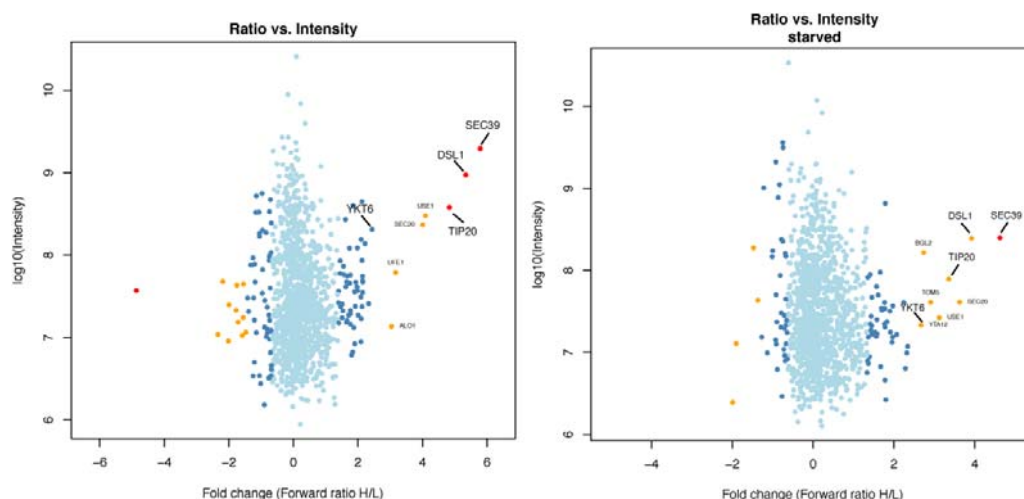 Ratio vs. Intensity
log10(Intensity)
10
9
8
7
6
SEC39
DSL1
YKT6
USE1
SEC20
TIP20
UFE1
ALO1
−6
−4
−2
0
2
4
6
Fold change (Forward ratio H/L)
Ratio vs. Intensity
starved
log10(Intensity)
10
9
8
7
6
DSL1
SEC39
BGL2
TIP20
TOM5
SEC20
YKT6
USE1
YTA12
−4
−2
0
2
4
Fold change (Forward ratio H/L)